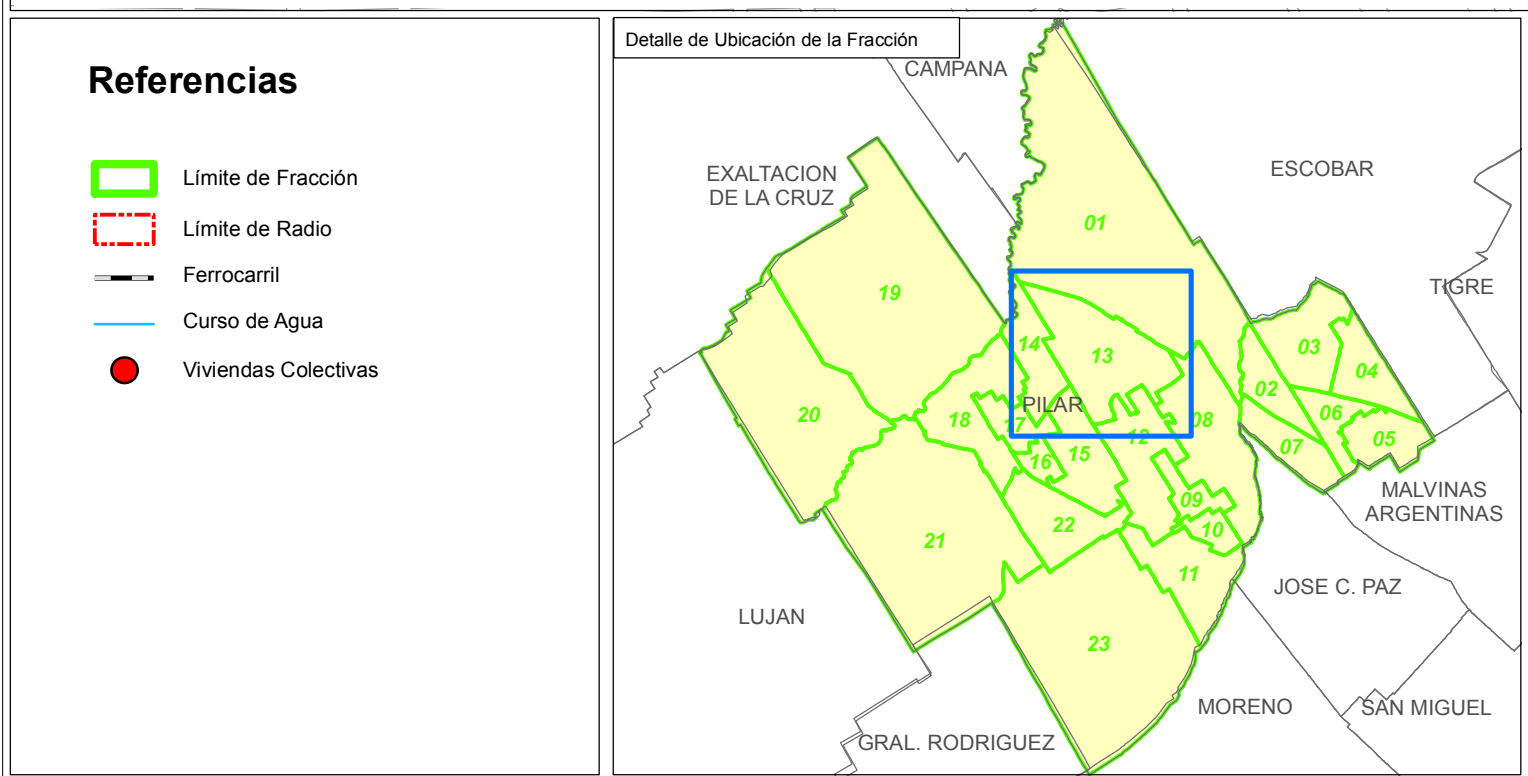 Referencias
Límite de Fracción
Límite de Radio
Ferrocarril
Curso de Agua
Viviendas Colectivas
Detalle de Ubicación de la Fracción
CAMPANA
EXALTACION
DE LA CRUZ
ESCOBAR
TIGRE
01
19
14
13
03
04
02
20
18
17
PILAR
12
08
06
05
07
16
15
09
10
21
22
11
MALVINAS
ARGENTINAS
JOSE C. PAZ
LUJAN
23
MORENO
SAN MIGUEL
GRAL. RODRIGUEZ